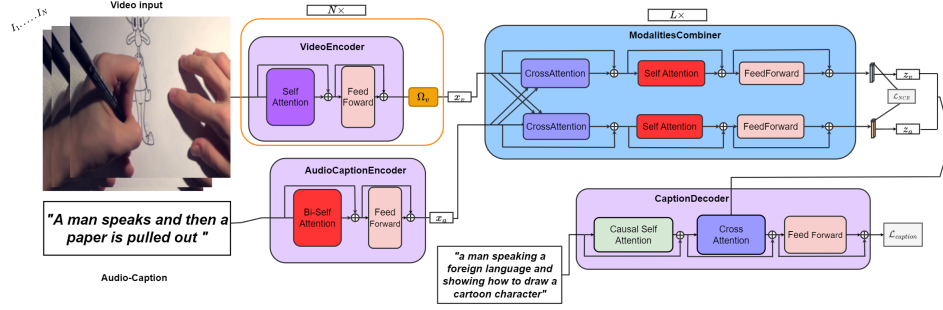 Video input
I₁, ...., I_N
N×
L×
VideoEncoder
Self
Attention
Feed
Foward
Ω_v
x_v
AudioCaptionEncoder
Bi-Self
Attention
Feed
Forward
x_a
"A man speaks and then a
paper is pulled out "
Audio-Caption
ModalitiesCombiner
CrossAttention
Self Attention
FeedForward
CrossAttention
Self Attention
FeedForward
z_v
ℒ_SCE
z_a
CaptionDecoder
Causal Self
Attention
Cross
Attention
Feed Forward
ℒ_caption
"a man speaking a
foreign language and
showing how to draw a
cartoon character"